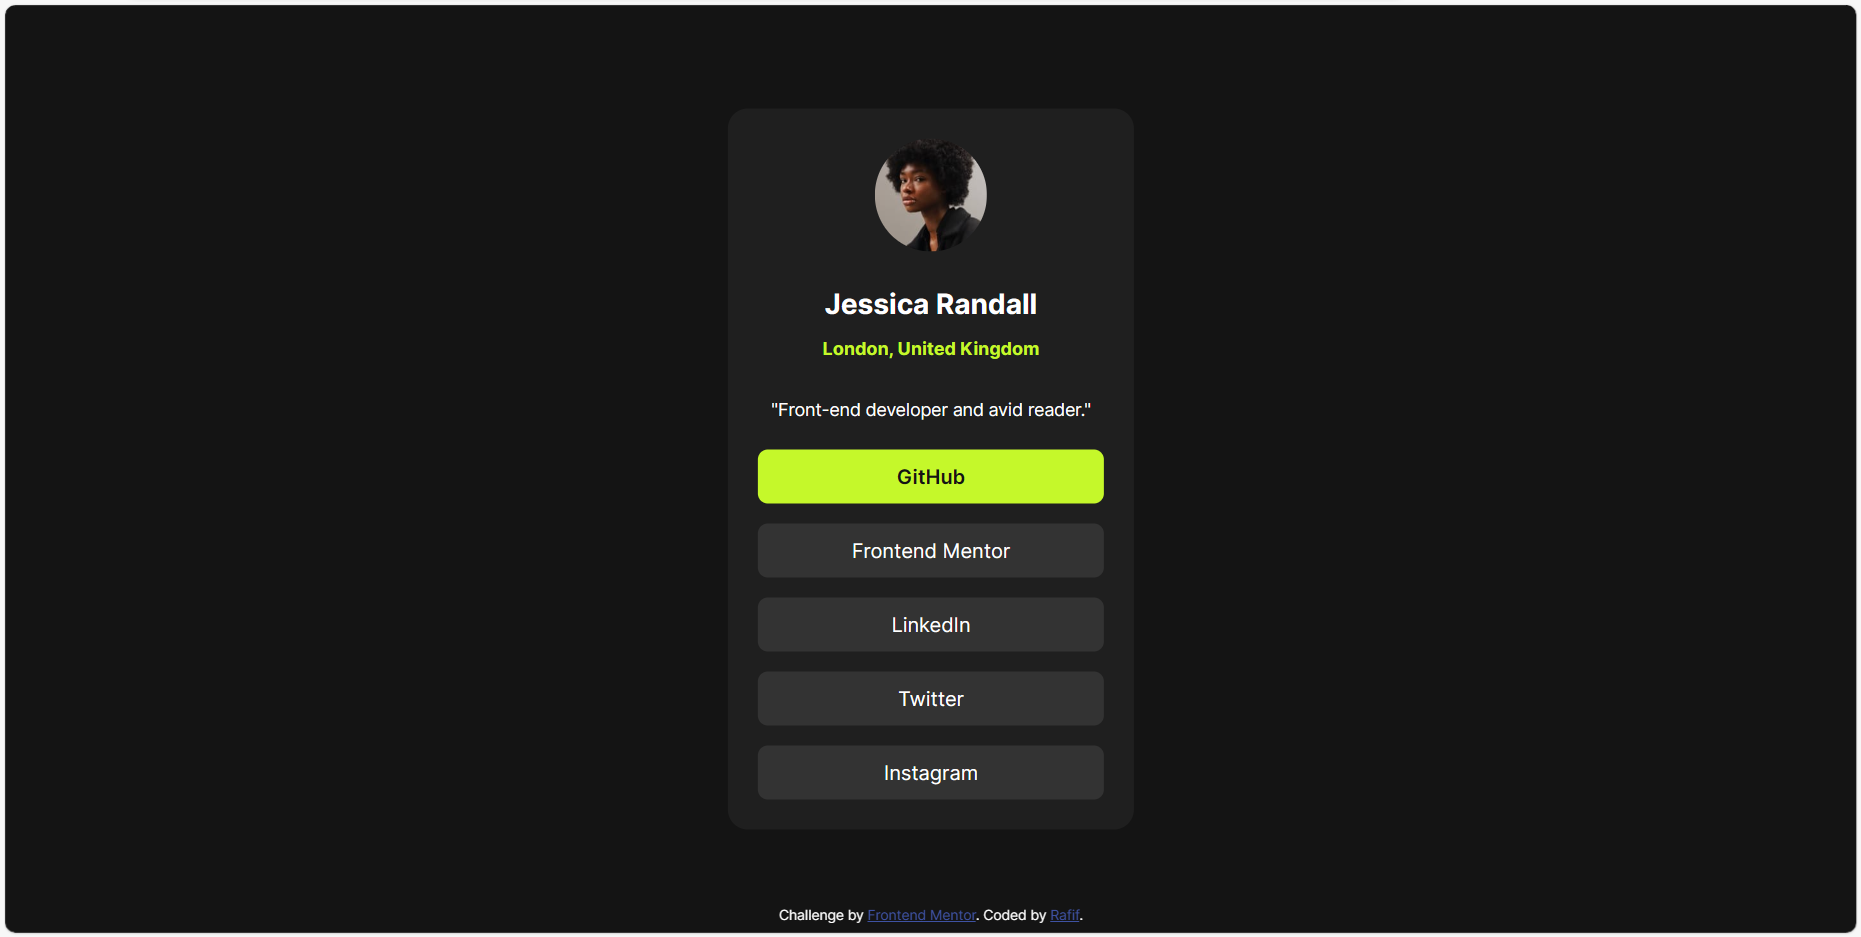 Jessica Randall
London, United Kingdom
"Front-end developer and avid reader."
GitHub
Frontend Mentor
LinkedIn
Twitter
Instagram
Challenge by Frontend Mentor. Coded by Rafif.